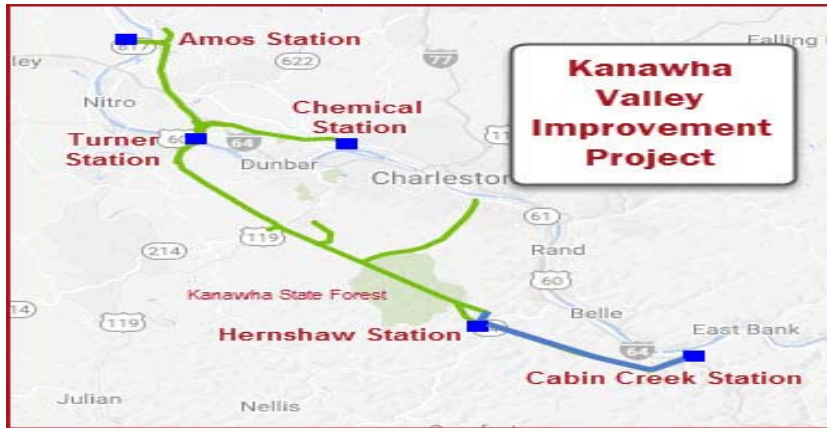 Amos Station
617
622
77
Falling
ley
Nitro
Kanawha
Valley
Improvement
Project
Chemical
Station
Turner
Station
60
64
Dunbar
Charleston
11
61
119
214
Rand
60
Kanawha State Forest
14
119
Belle
Hernshaw Station
East Bank
64
Cabin Creek Station
Julian
Nellis